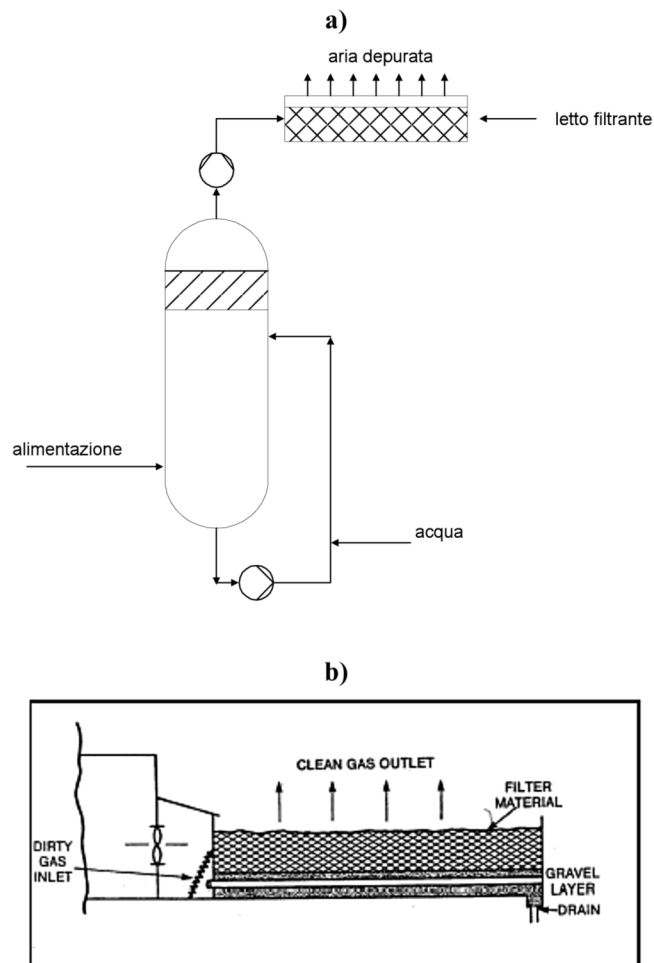 a)
aria depurata
letto filtrante
alimentazione
acqua
b)
CLEAN GAS OUTLET
FILTER
MATERIAL
DIRTY
GAS
INLET
GRAVEL
LAYER
DRAIN